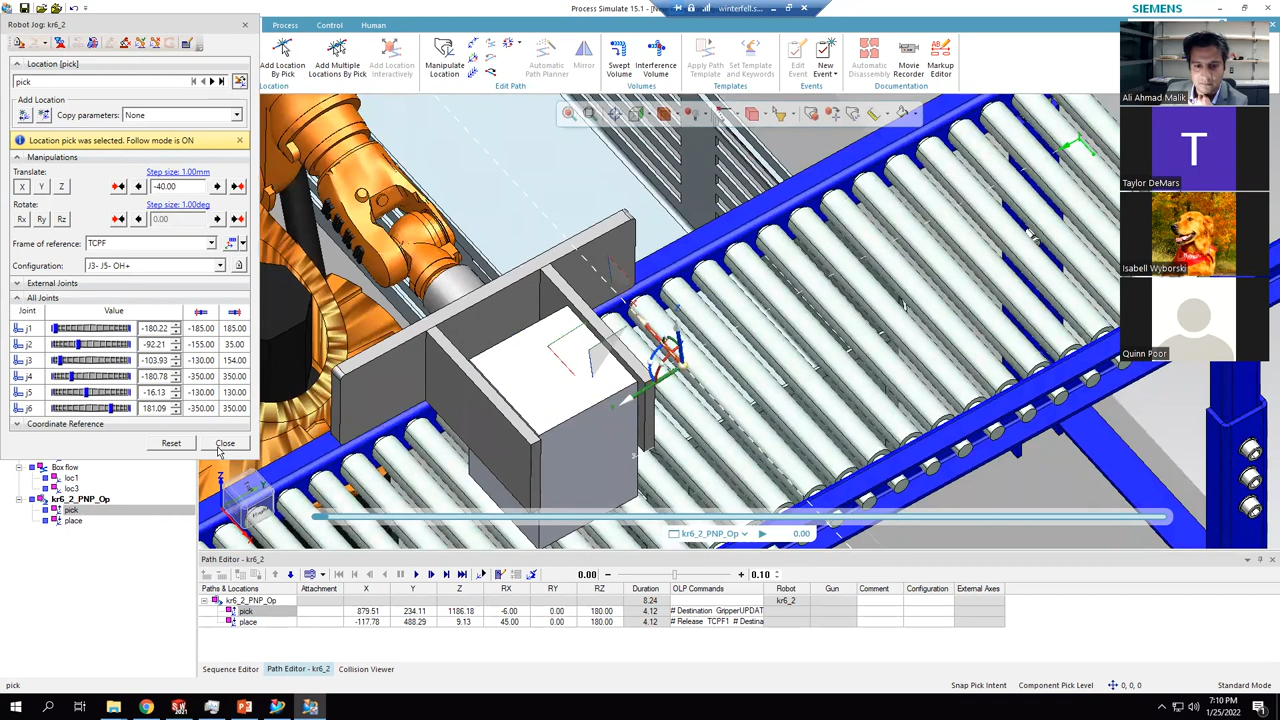 Robot Jog: kr6_2
Process Simulate 15.1 - [N
winterfell.m...
SIEMENS
Process
Control
Human
Add Location By Pick
Add Multiple Locations By Pick
Add Location Interactively
Manipulate Location
Automatic Path Planner
Mirror
Swept Volume
Interference Volume
Apply Path Template
Set Template and Keywords
Edit Event
New Event
Automatic Disassembly
Movie Recorder
Markup Editor
Location
Edit Path
Volumes
Templates
Events
Documentation
Location [pick]
pick
Add Location
Copy parameters: None
Location pick was selected. Follow mode is ON
Manipulations
Translate: Step size: 1.00mm
X Y Z -40.00
Rotate: Step size: 1.00deg
Rx Ry Rz 0.00
Frame of reference: TCPF
Configuration: J3- J5- OH+
External Joints
All Joints
Joint Value
j1 -180.22 -185.00 185.00
j2 -92.21 -155.00 35.00
j3 -103.93 -130.00 154.00
j4 -180.78 -350.00 350.00
j5 -16.13 -130.00 130.00
j6 181.09 -350.00 350.00
Coordinate Reference
Reset Close
Box flow
loc1
loc3
kr6_2_PNP_Op
pick
place
Z
Y
kr6_2_PNP_Op 0.00
Ali Ahmad Malik
T
Taylor DeMars
Isabell Wyborski
Quinn Poor
Path Editor - kr6_2
0.00 0.10
Paths & Locations Attachment X Y Z RX RY RZ Duration OLP Commands Robot Gun Comment Configuration External Axes
kr6_2_PNP_Op 8.24 kr6_2
pick 879.51 234.11 1186.18 -6.00 0.00 180.00 4.12 # Destination GripperUPDAT
place -117.78 488.29 9.13 45.00 0.00 180.00 4.12 # Release TCPF1 # Destina
Sequence Editor Path Editor - kr6_2 Collision Viewer
pick
Snap Pick Intent Component Pick Level 0, 0, 0 Standard Mode
7:10 PM
1/25/2022